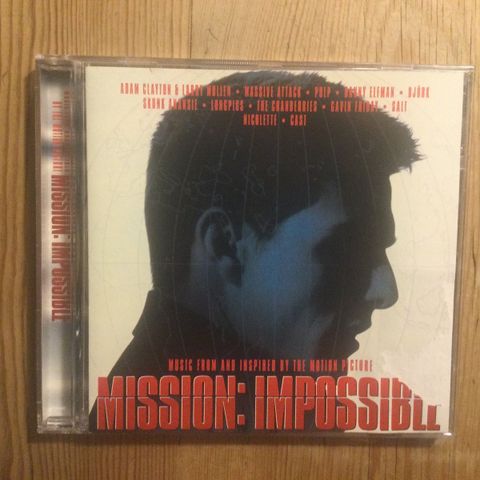 ADAM CLAYTON & LARRY MULLEN • MASSIVE ATTACK • PULP • DANNY ELFMAN • BJÖRK
SKUNK ANANSIE • LONGPIGS • THE CRANBERRIES • GAVIN FRIDAY • SALT
NICOLETTE • CAST
MUSIC FROM AND INSPIRED BY THE MOTION PICTURE
MISSION: IMPOSSIBLE
MISSION: IMPOSSIBLE